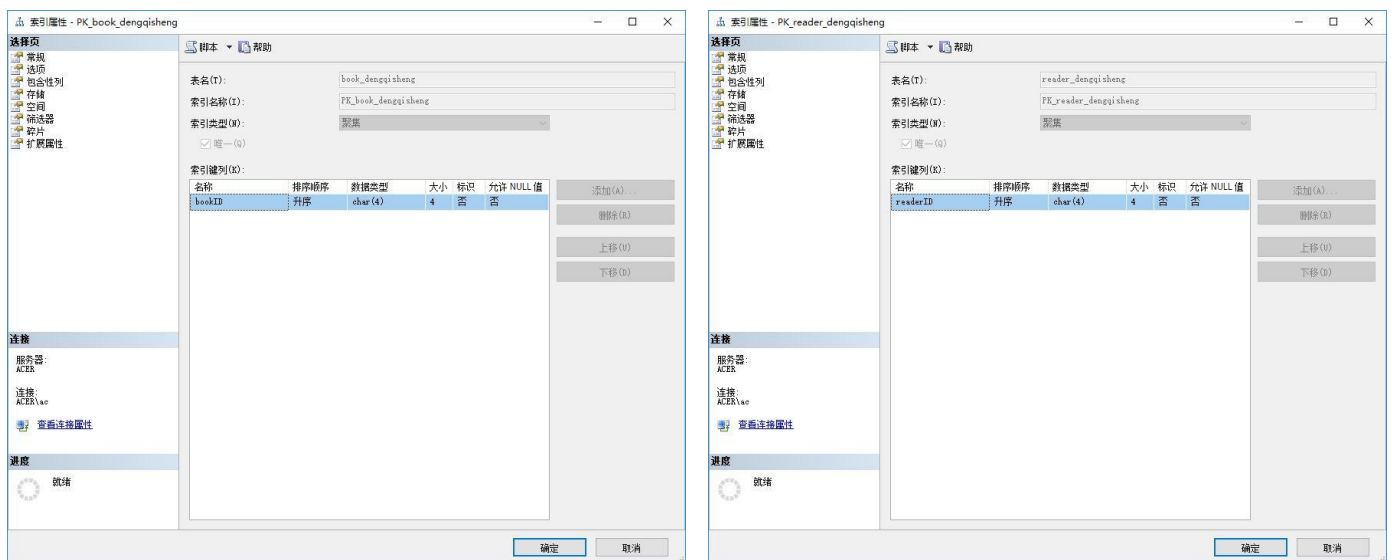 索引属性 - PK_book_dengqisheng
选择页
常规
选项
包含性列
存储
空间
筛选器
碎片
扩展属性
脚本 帮助
表名(T): book_dengqisheng
索引名称(I): PK_book_dengqisheng
索引类型(N): 聚集
唯一(Q)
索引键列(K):
名称 排序顺序 数据类型 大小 标识 允许 NULL 值
bookID 升序 char(4) 4 否 否
添加(A)...
删除(R)
上移(U)
下移(D)
连接
服务器:
ACER
连接:
ACER\ac
查看连接属性
进度
就绪
确定 取消
索引属性 - PK_reader_dengqisheng
选择页
常规
选项
包含性列
存储
空间
筛选器
碎片
扩展属性
脚本 帮助
表名(T): reader_dengqisheng
索引名称(I): PK_reader_dengqisheng
索引类型(N): 聚集
唯一(Q)
索引键列(K):
名称 排序顺序 数据类型 大小 标识 允许 NULL 值
readerID 升序 char(4) 4 否 否
添加(A)...
删除(R)
上移(U)
下移(D)
连接
服务器:
ACER
连接:
ACER\ac
查看连接属性
进度
就绪
确定 取消